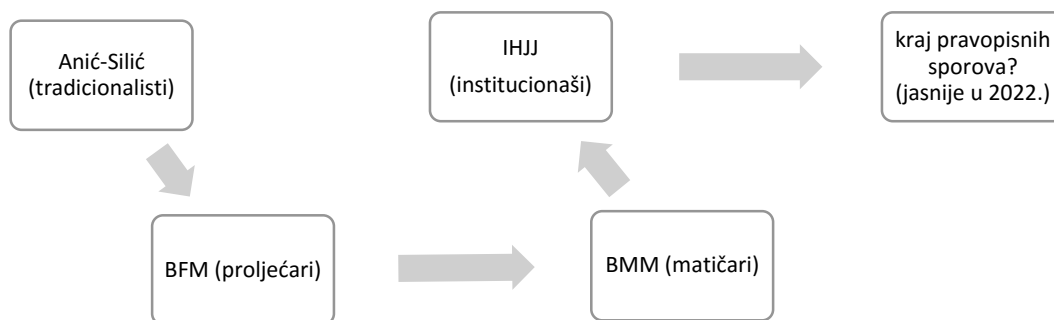 Anić-Silić
(tradicionalisti)
BFM (proljećari)
BMM (matičari)
IHJJ
(institucionaši)
kraj pravopisnih
sporova?
(jasnije u 2022.)